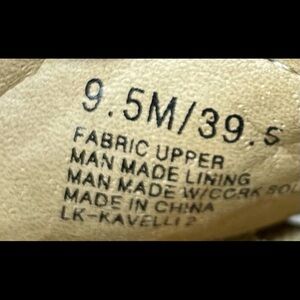 9.5M/39.5
FABRIC UPPER
MAN MADE LINING
MAN MADE W/CORK SOL
MADE IN CHINA
LK-KAVELLI 2